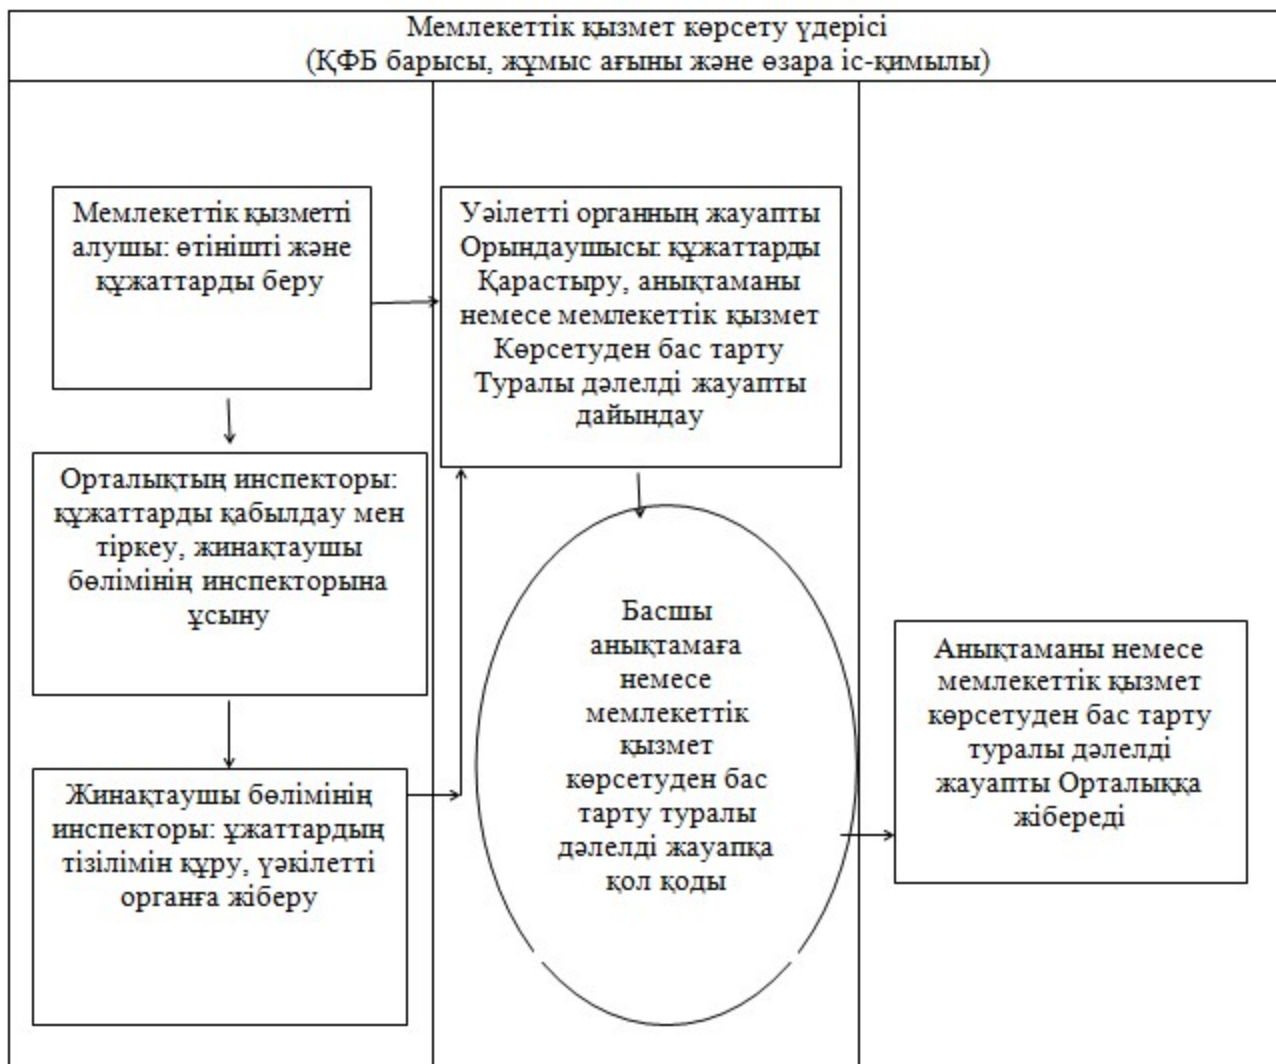 Мемлекеттік қызмет көрсету үдерісі
(ҚФБ барысы, жұмыс ағыны және өзара іс-қимылы)
Мемлекеттік қызметті
алушы: өтінішті және
құжаттарды беру
Орталықтың инспекторы:
құжаттарды қабылдау мен
тіркеу, жинақтаушы
бөлімінің инспекторына
ұсыну
Жинақтаушы бөлімінің
инспекторы: ұжаттардың
тізілімін құру, үәкілетті
органға жіберу
Уәілетті органның жауапты
Орындаушысы: құжаттарды
Қарастыру, анықтаманы
немесе мемлекеттік қызмет
Көрсетуден бас тарту
Туралы дәлелді жауапты
дайындау
Басшы
анықтамаға
немесе
мемлекеттік
қызмет
көрсетуден бас
тарту туралы
дәлелді жауапқа
қол қоды
Анықтаманы немесе
мемлекеттік қызмет
көрсетуден бас тарту
туралы дәлелді
жауапты Орталыққа
жібереді